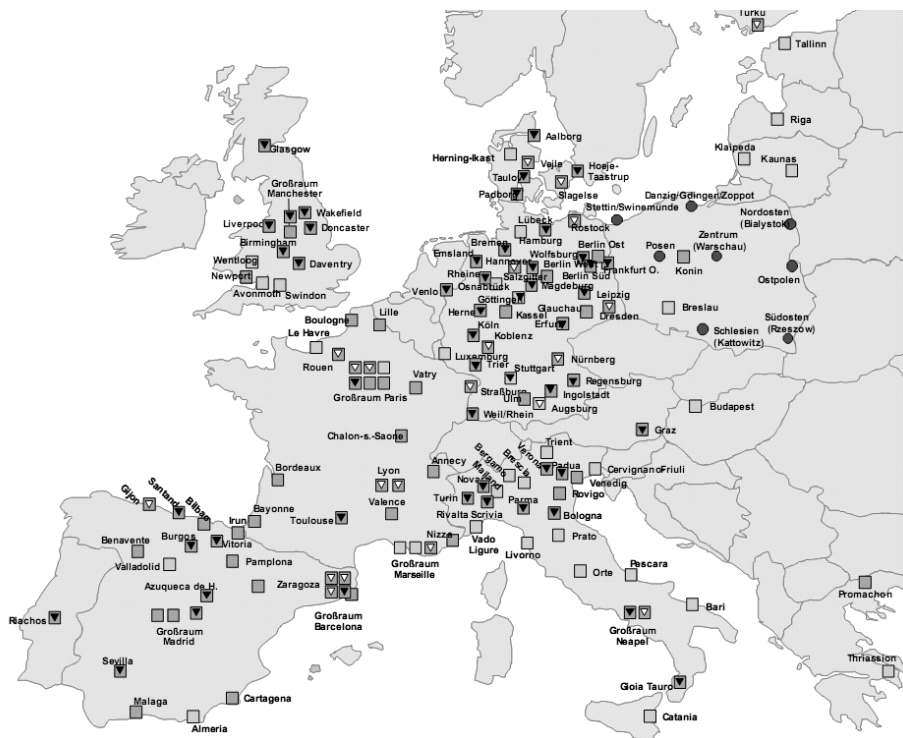 Turku
Tallinn
Riga
Klaipeda
Kaunas
Aalborg
Herning-Ikast
Vejle
Hoeje-
Taastrup
Taulov
Padborg
Slagelse
Glasgow
Großraum
Manchester
Wakefield
Liverpool
Doncaster
Birmingham
Wentloog
Daventry
Newport
Avonmoth
Swindon
Danzig/Gdingen/Zoppot
Stettin/Swinemünde
Nordosten
(Bialystok)
Lübeck
Rostock
Hamburg
Bremen
Emsland
Hannover
Wolfsburg
Berlin Ost
Berlin West
Frankfurt O.
Berlin Süd
Posen
Zentrum
(Warschau)
Konin
Ostpolen
Rheine
Osnabrück
Salzgitter
Magdeburg
Venlo
Göttingen
Leipzig
Herne
Kassel
Glauchau
Dresden
Breslau
Erfurt
Schlesien
(Kattowitz)
Südosten
(Rzeszow)
Boulogne
Lille
Le Havre
Köln
Koblenz
Rouen
Luxemburg
Trier
Nürnberg
Stuttgart
Regensburg
Großraum Paris
Vatry
Straßburg
Ulm
Ingolstadt
Augsburg
Weil/Rhein
Budapest
Graz
Chalon-s.-Saone
Trient
Annecy
Bergamo
Brescia
Verona
Padua
Cervignano-Friuli
Venedig
Bordeaux
Lyon
Novara
Mailand
Valence
Turin
Parma
Rovigo
Rivalta Scrivia
Bologna
Gijon
Santand.
Bilbao
Irun
Bayonne
Toulouse
Nizza
Vado
Ligure
Prato
Livorno
Benavente
Burgos
Vitoria
Pamplona
Großraum
Marseille
Valladolid
Azuqueca de H.
Zaragoza
Orte
Pescara
Promachon
Großraum
Barcelona
Bari
Riachos
Großraum
Madrid
Großraum
Neapel
Sevilla
Thriassion
Gioia Tauro
Malaga
Cartagena
Almeria
Catania